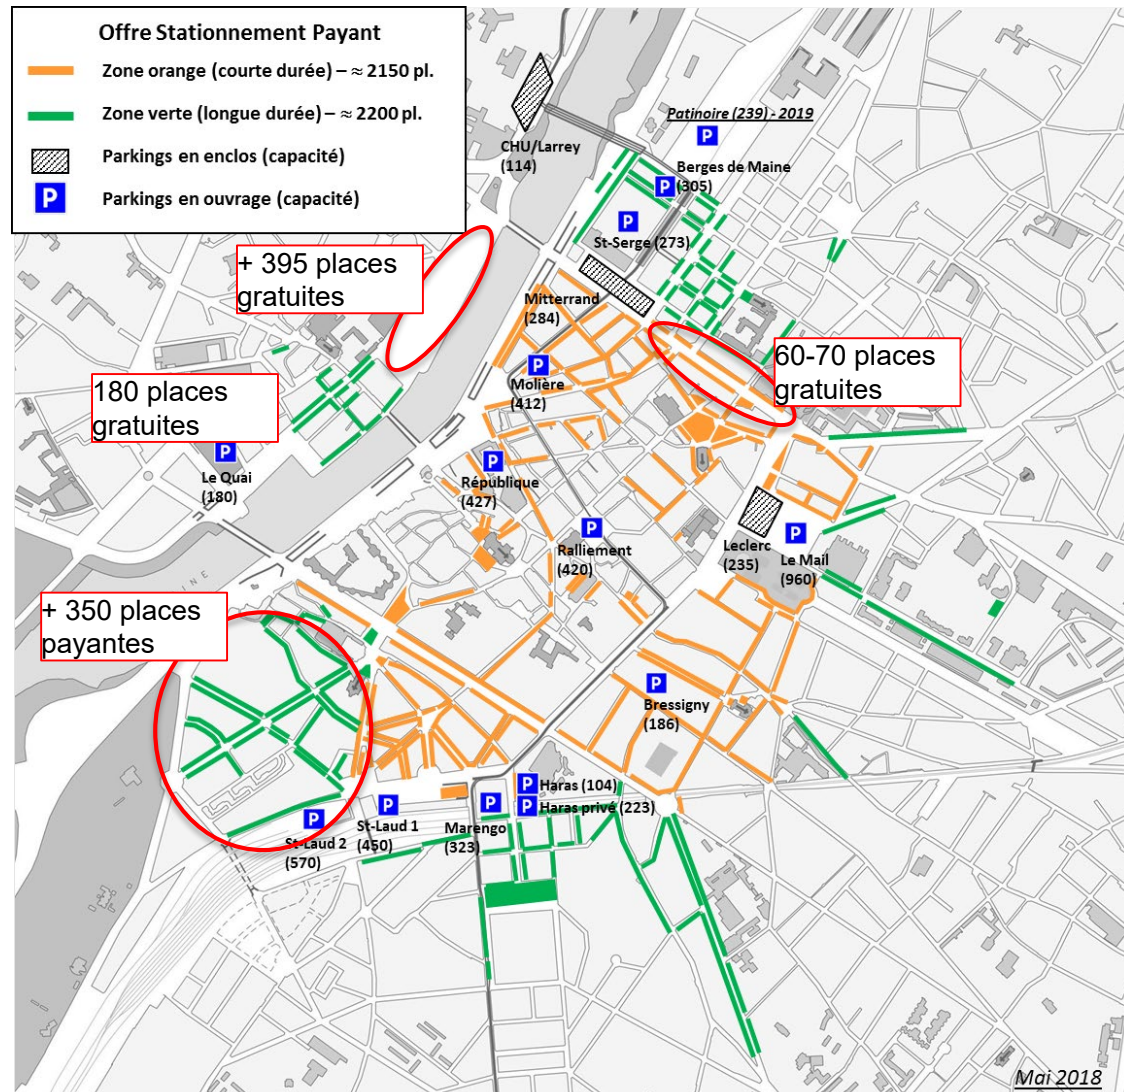 Offre Stationnement Payant
Zone orange (courte durée) – ≈ 2150 pl.
Zone verte (longue durée) – ≈ 2200 pl.
Parkings en enclos (capacité)
P
Parkings en ouvrage (capacité)
Patinoire (239) - 2019
P
CHU/Larrey
(114)
Berges de Maine
P
(305)
P
St-Serge (273)
+ 395 places
gratuites
Mitterrand
(284)
60-70 places
gratuites
P
Molière
(412)
180 places
gratuites
P
Le Quai
(180)
P
République
(427)
P
Ralliement
(420)
Leclerc
(235)
P
Le Mail
(960)
+ 350 places
payantes
P
Bressigny
(186)
P
Haras (104)
P
Haras privé (223)
P
St-Laud 2
(570)
P
St-Laud 1
(450)
P
Marengo
(323)
Mai 2018